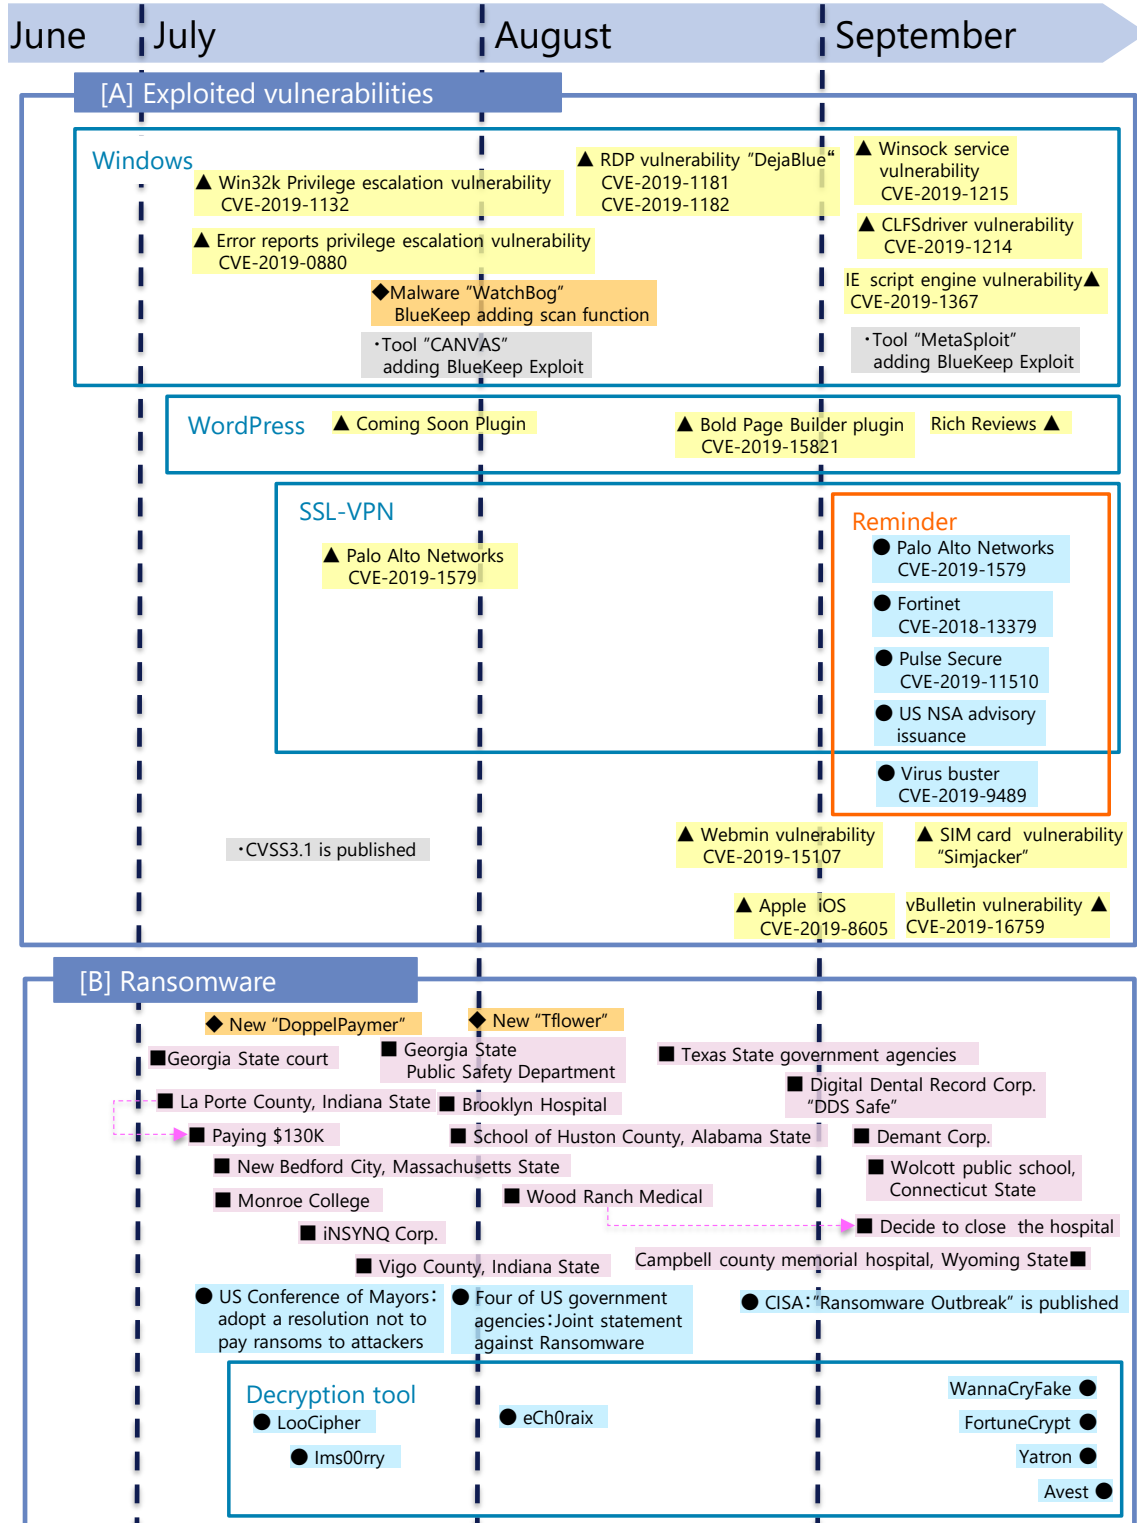 June July August September
[A] Exploited vulnerabilities
Windows
▲ Win32k Privilege escalation vulnerability
CVE-2019-1132
▲ RDP vulnerability "DejaBlue“
CVE-2019-1181
CVE-2019-1182
▲ Winsock service
vulnerability
CVE-2019-1215
▲ Error reports privilege escalation vulnerability
CVE-2019-0880
▲ CLFSdriver vulnerability
CVE-2019-1214
◆Malware "WatchBog"
BlueKeep adding scan function
IE script engine vulnerability▲
CVE-2019-1367
・Tool "CANVAS"
adding BlueKeep Exploit
・Tool "MetaSploit"
adding BlueKeep Exploit
WordPress
▲ Coming Soon Plugin
▲ Bold Page Builder plugin
CVE-2019-15821
Rich Reviews ▲
SSL-VPN
▲ Palo Alto Networks
CVE-2019-1579
Reminder
● Palo Alto Networks
CVE-2019-1579
● Fortinet
CVE-2018-13379
● Pulse Secure
CVE-2019-11510
● US NSA advisory
issuance
● Virus buster
CVE-2019-9489
・CVSS3.1 is published
▲ Webmin vulnerability
CVE-2019-15107
▲ SIM card vulnerability
"Simjacker"
▲ Apple iOS
CVE-2019-8605
vBulletin vulnerability ▲
CVE-2019-16759
[B] Ransomware
◆ New "DoppelPaymer"
◆ New "Tflower"
■Georgia State court
■ Georgia State
Public Safety Department
■ Texas State government agencies
■ Digital Dental Record Corp.
"DDS Safe"
■ La Porte County, Indiana State
■ Brooklyn Hospital
■ Paying $130K
■ School of Huston County, Alabama State
■ Demant Corp.
■ New Bedford City, Massachusetts State
■ Wolcott public school,
Connecticut State
■ Monroe College
■ Wood Ranch Medical
■ iNSYNQ Corp.
■ Decide to close the hospital
■ Vigo County, Indiana State
Campbell county memorial hospital, Wyoming State■
● US Conference of Mayors：
adopt a resolution not to
pay ransoms to attackers
● Four of US government
agencies：Joint statement
against Ransomware
● CISA："Ransomware Outbreak" is published
Decryption tool
● LooCipher
● Ims00rry
● eCh0raix
WannaCryFake ●
FortuneCrypt ●
Yatron ●
Avest ●